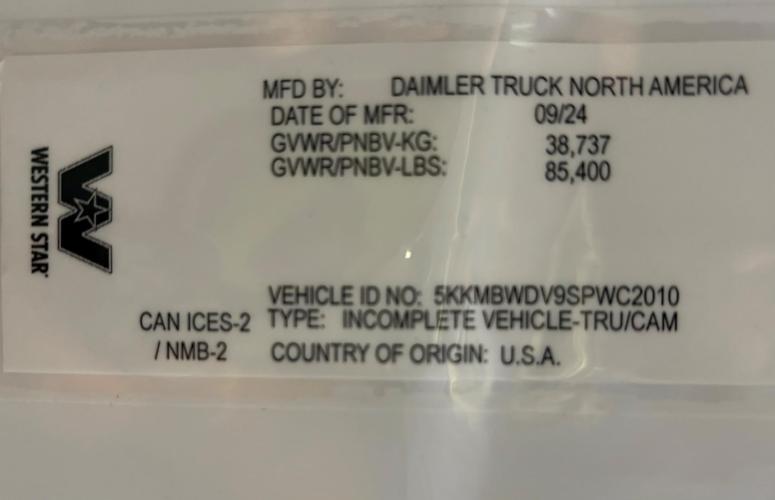 MFD BY: DAIMLER TRUCK NORTH AMERICA
DATE OF MFR: 09/24
GVWR/PNBV-KG: 38,737
GVWR/PNBV-LBS: 85,400
WESTERN STAR
VEHICLE ID NO: 5KKMBWDV9SPWC2010
CAN ICES-2 TYPE: INCOMPLETE VEHICLE-TRU/CAM
/ NMB-2 COUNTRY OF ORIGIN: U.S.A.